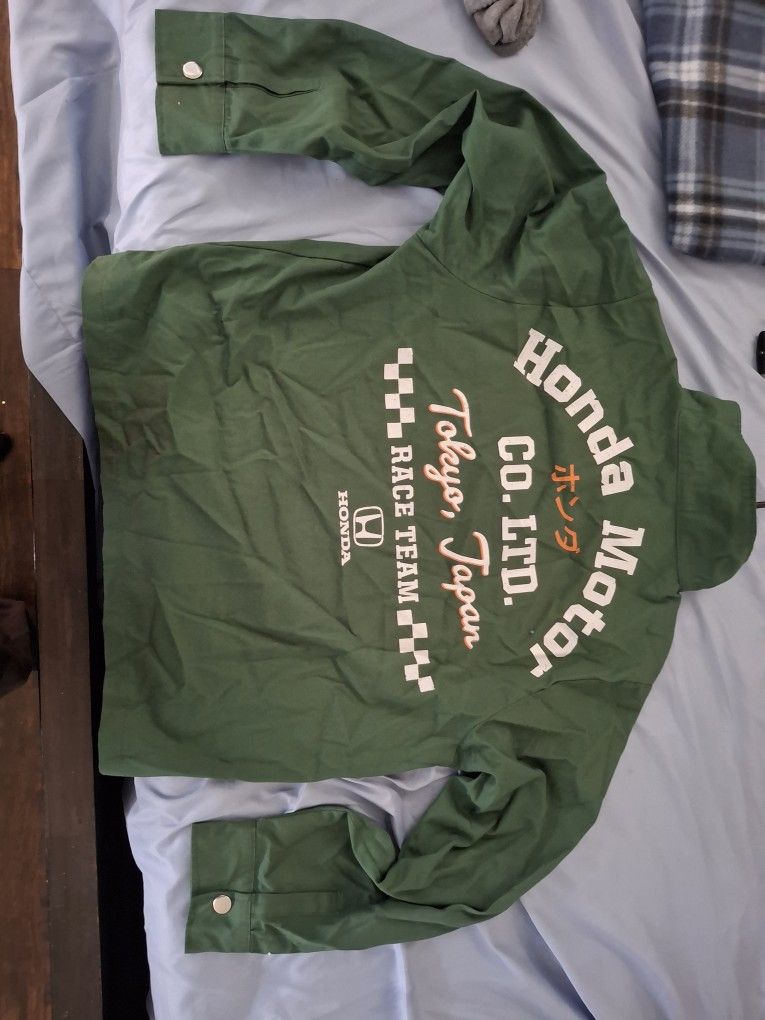 Honda Motor
ホンダ
CO. LTD.
Tokyo, Japan
RACE TEAM
HONDA